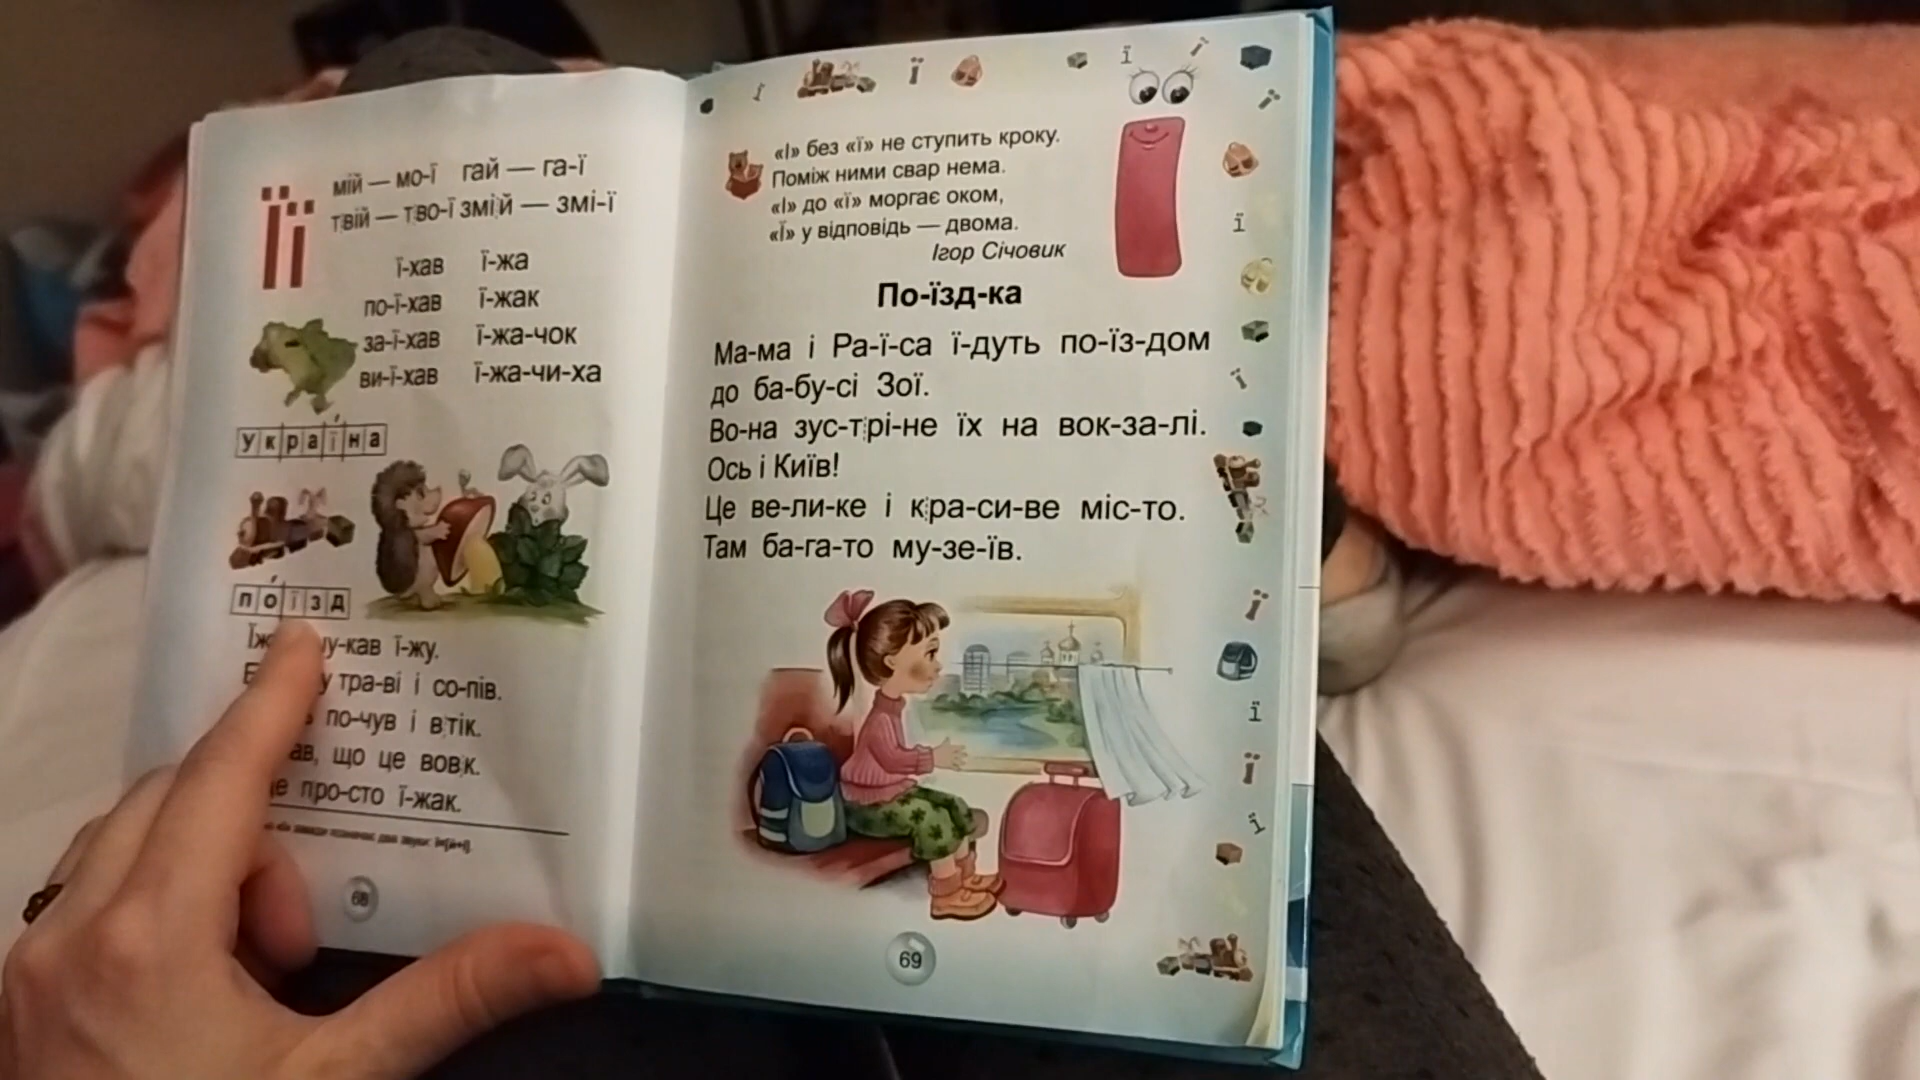 Її
мій — мо-ї гай — га-ї
твій — тво-ї змій — змі-ї
ї-хав ї-жа
по-ї-хав ї-жак
за-ї-хав ї-жа-чок
ви-ї-хав ї-жа-чи-ха
Украї́на
по́їзд
ї-жу.
у тра-ві і со-пів.
по-чув і втік.
що це вовк.
про-сто ї-жак.
68
«І» без «ї» не ступить кроку.
Поміж ними свар нема.
«І» до «ї» моргає оком,
«Ї» у відповідь — двома.
Ігор Січовик
По-їзд-ка
Ма-ма і Ра-ї-са ї-дуть по-їз-дом
до ба-бу-сі Зої.
Во-на зус-трі-не їх на вок-за-лі.
Ось і Київ!
Це ве-ли-ке і кра-си-ве міс-то.
Там ба-га-то му-зе-їв.
69